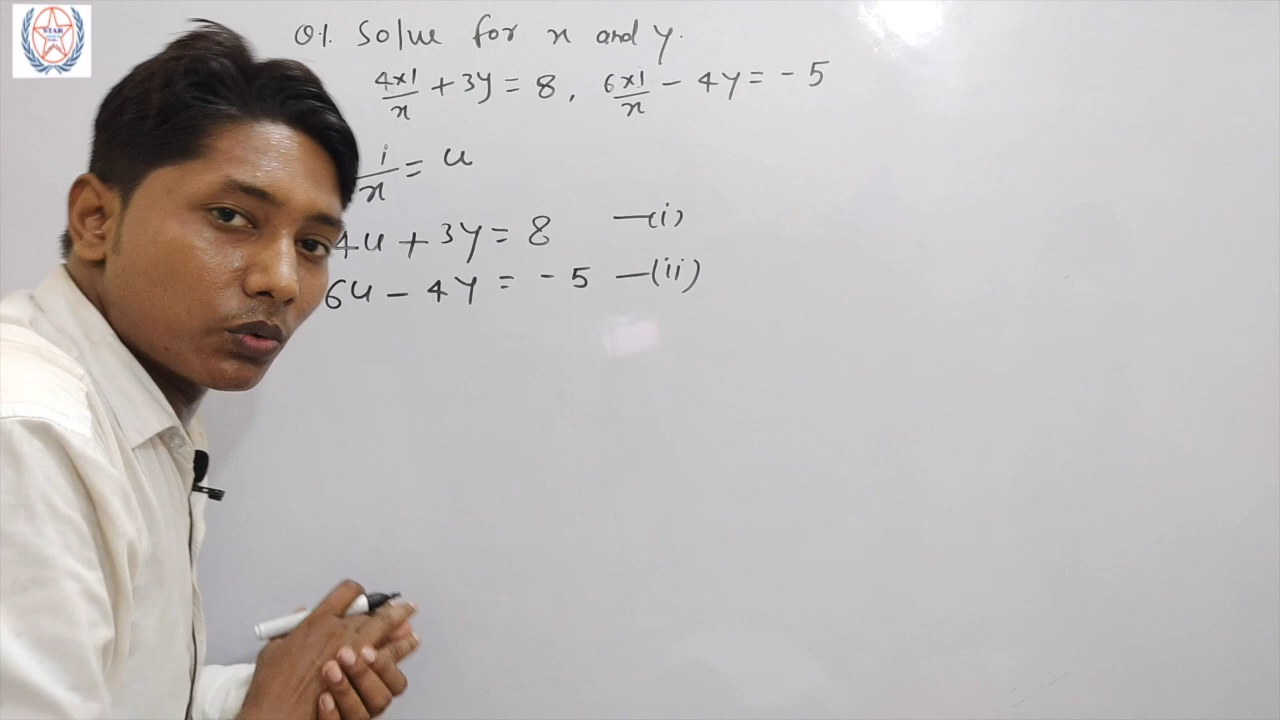 STAR
Q1. Solve for x and y.
4×1/x + 3y = 8, 6×1/x - 4y = -5
1/x = u
4u + 3y = 8 —(i)
6u - 4y = -5 —(ii)